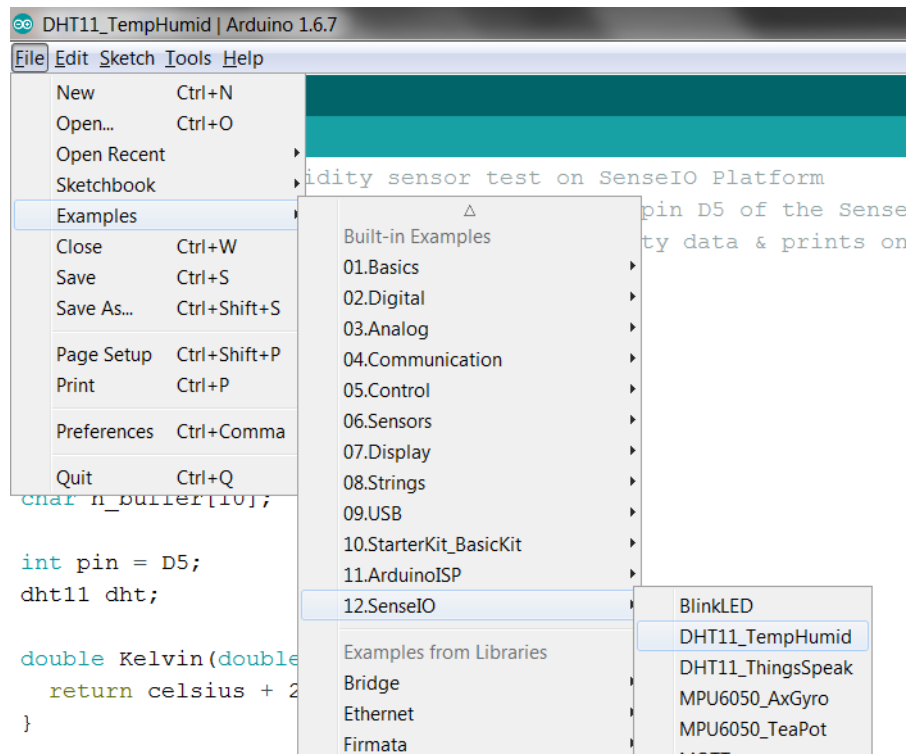 DHT11_TempHumid | Arduino 1.6.7
File Edit Sketch Tools Help
New Ctrl+N
Open... Ctrl+O
Open Recent
Sketchbook
Examples
Close Ctrl+W
Save Ctrl+S
Save As... Ctrl+Shift+S
Page Setup Ctrl+Shift+P
Print Ctrl+P
Preferences Ctrl+Comma
Quit Ctrl+Q
Built-in Examples
01.Basics
02.Digital
03.Analog
04.Communication
05.Control
06.Sensors
07.Display
08.Strings
09.USB
10.StarterKit_BasicKit
11.ArduinoISP
12.SenseIO
Examples from Libraries
Bridge
Ethernet
Firmata
BlinkLED
DHT11_TempHumid
DHT11_ThingsSpeak
MPU6050_AxGyro
MPU6050_TeaPot
idity sensor test on SenseIO Platform
pin D5 of the Sense
ty data & prints on
char h_buffer[10];
int pin = D5;
dht11 dht;
double Kelvin(double
return celsius + 2
}